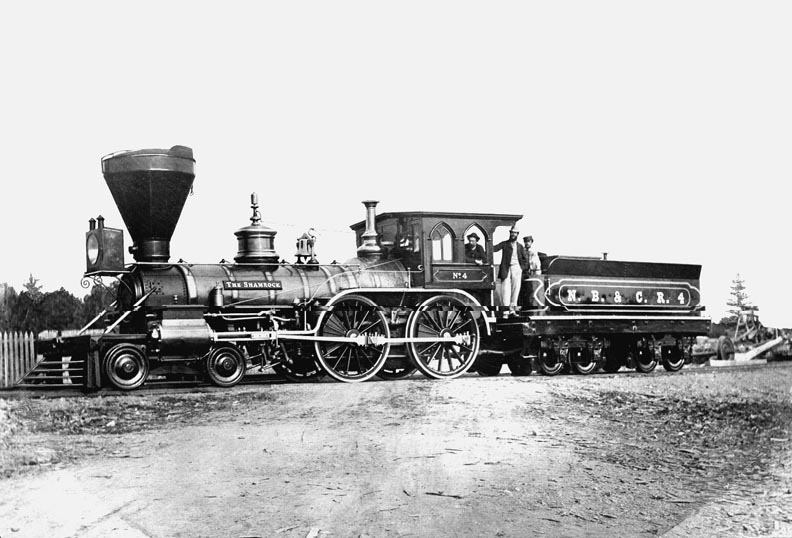 THE SHAMROCK
No. 4
N. B. & C. R. 4